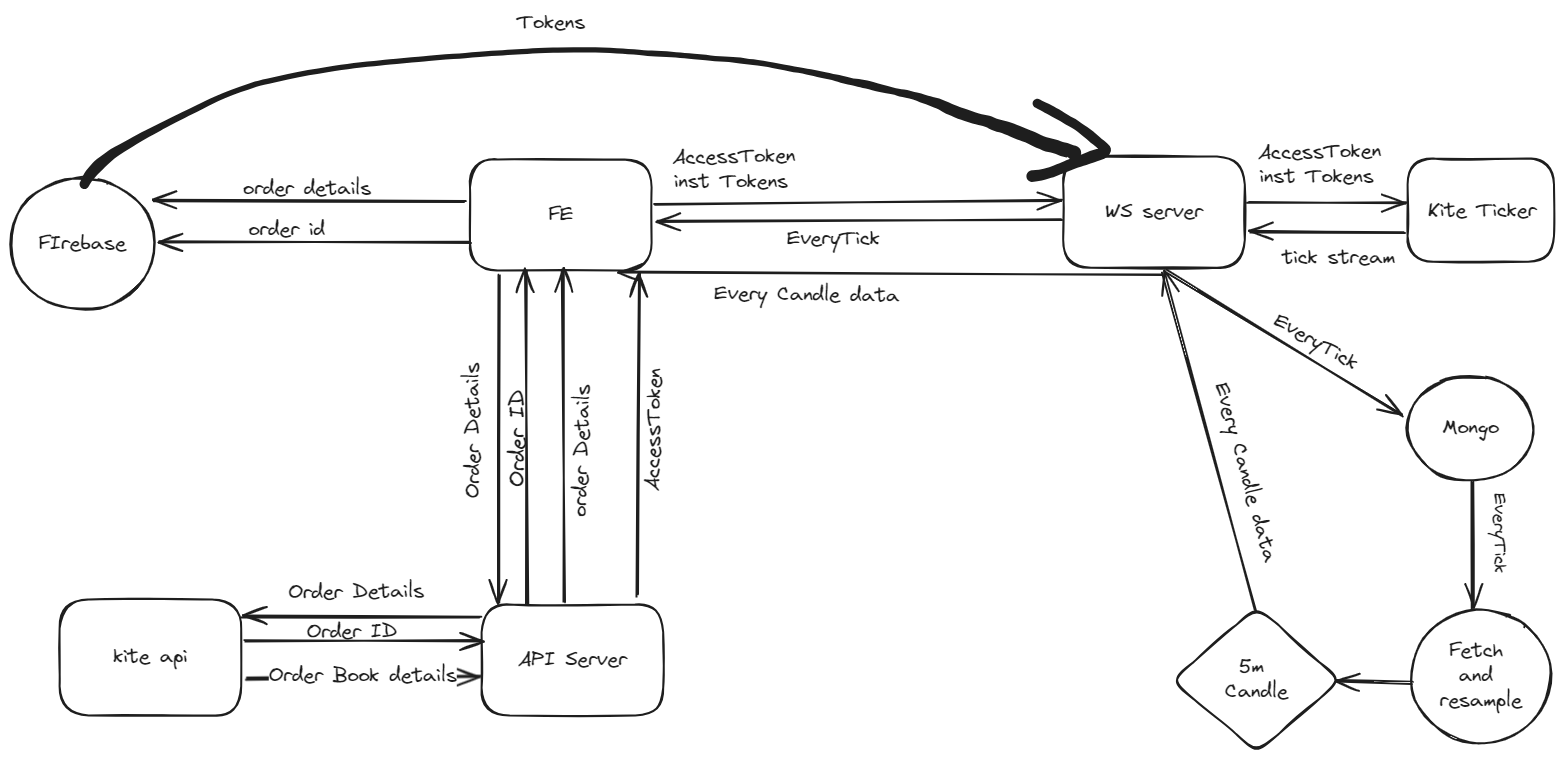 Tokens
AccessToken
inst Tokens
AccessToken
inst Tokens
order details
FE
WS server
Kite Ticker
FIrebase
order id
EveryTick
tick stream
Every Candle data
EveryTick
Order Details
Order ID
order Details
AccessToken
Every Candle data
Mongo
EveryTick
Order Details
Order ID
kite api
API Server
Order Book details
5m
Candle
Fetch
and
resample